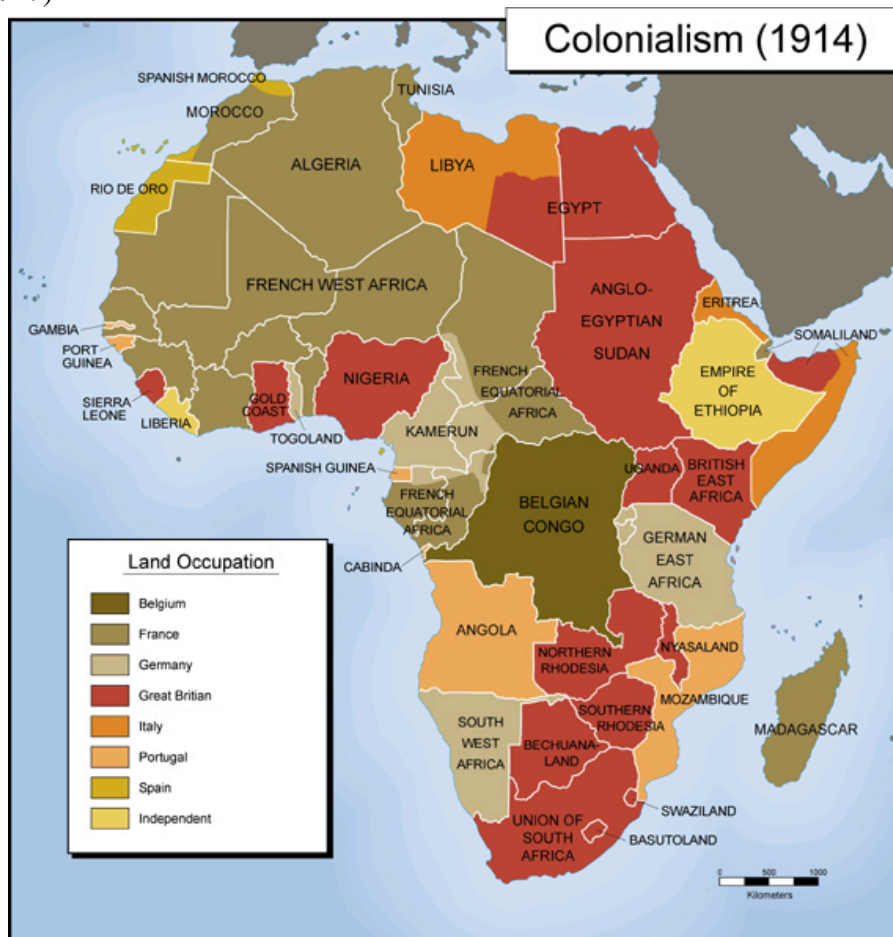 Colonialism (1914)
SPANISH MOROCCO
TUNISIA
MOROCCO
ALGERIA
LIBYA
RIO DE ORO
EGYPT
FRENCH WEST AFRICA
ANGLO-
EGYPTIAN
SUDAN
ERITREA
GAMBIA
SOMALILAND
PORT
GUINEA
NIGERIA
FRENCH
EQUATORIAL
AFRICA
EMPIRE
OF
ETHIOPIA
SIERRA
LEONE
GOLD
COAST
LIBERIA
TOGOLAND
KAMERUN
SPANISH GUINEA
UGANDA
BRITISH
EAST
AFRICA
FRENCH
EQUATORIAL
AFRICA
BELGIAN
CONGO
GERMAN
EAST
AFRICA
CABINDA
ANGOLA
NYASALAND
NORTHERN
RHODESIA
MOZAMBIQUE
SOUTHERN
RHODESIA
MADAGASCAR
SOUTH
WEST
AFRICA
BECHUANA-
LAND
SWAZILAND
UNION OF
SOUTH
AFRICA
BASUTOLAND
Land Occupation
Belgium
France
Germany
Great Britian
Italy
Portugal
Spain
Independent
0 500 1000
Kilometers